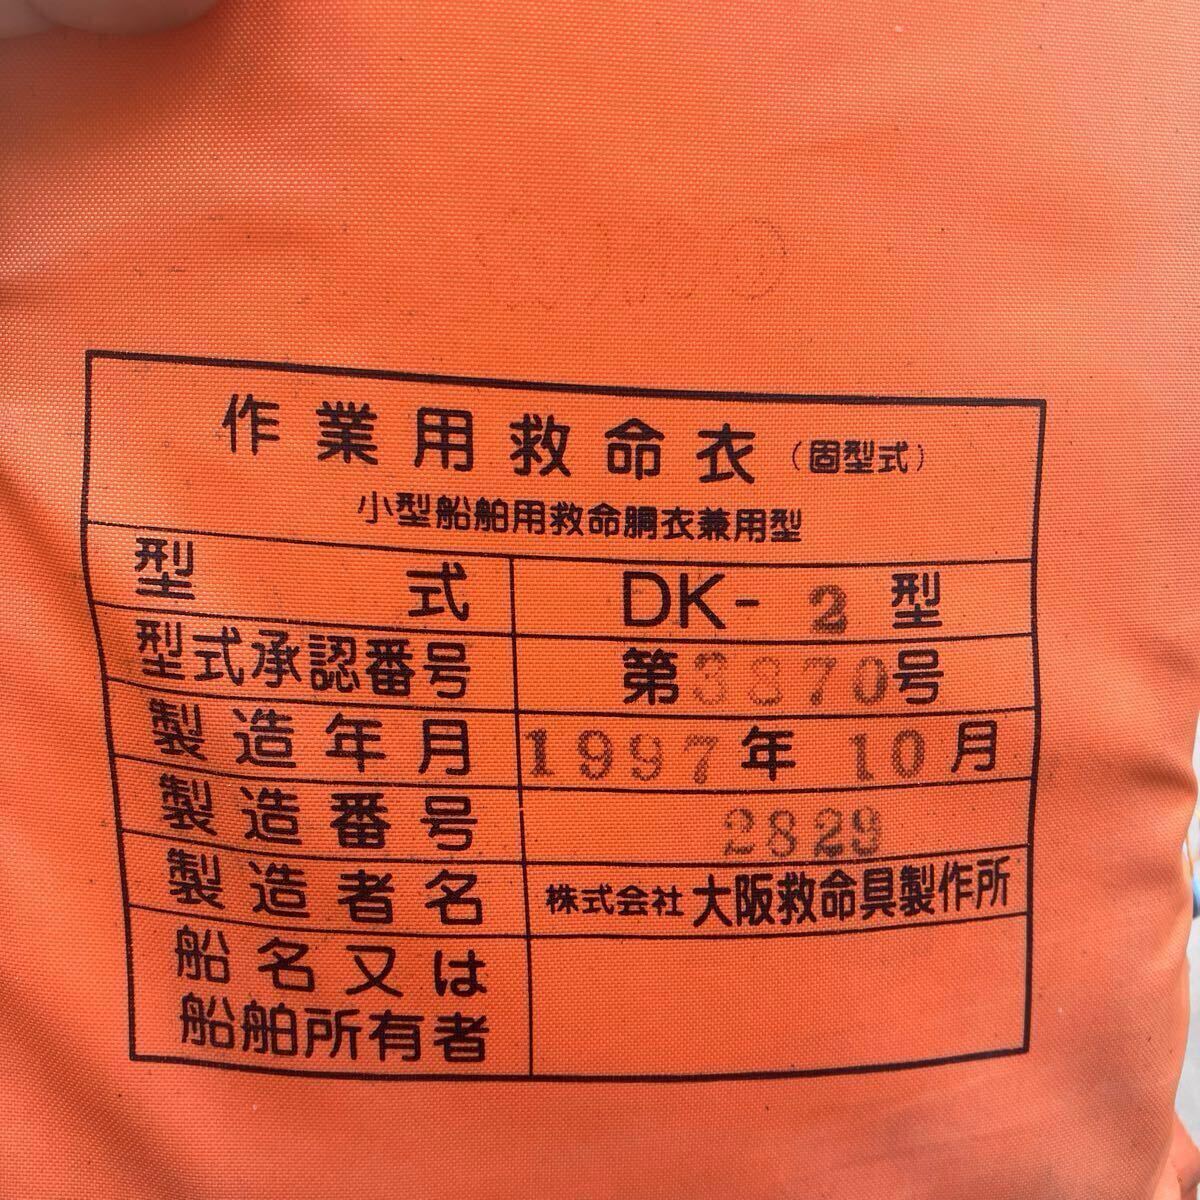 作業用救命衣(固型式)
小型船舶用救命胴衣兼用型
型式 DK-2型
型式承認番号 第3370号
製造年月 1997年10月
製造番号 2829
製造者名 株式会社大阪救命具製作所
船名又は
船舶所有者